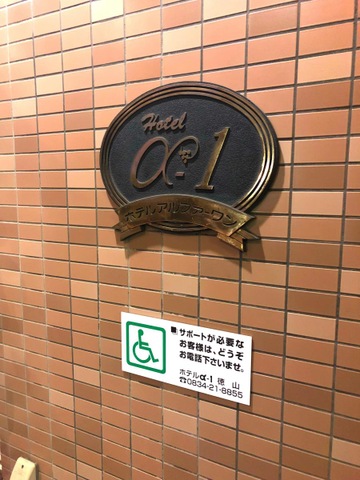 Hotel
α-1
ホテルアルファーワン
■サポートが必要な
お客様は、どうぞ
お電話下さいませ。
ホテルα-1 徳山
☎0834-21-8855